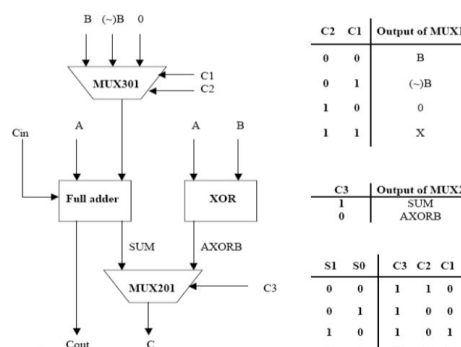 B (~)B 0
MUX301
C1
C2
Cin
A
A
B
Full adder
XOR
SUM
AXORB
MUX201
C3
Cout
C
C2 C1 Output of MUX1
0 0 B
0 1 (~)B
1 0 0
1 1 X
C3 Output of MUX2
1 SUM
0 AXORB
S1 S0 C3 C2 C1
0 0 1 1 0
0 1 1 0 0
1 0 1 0 1